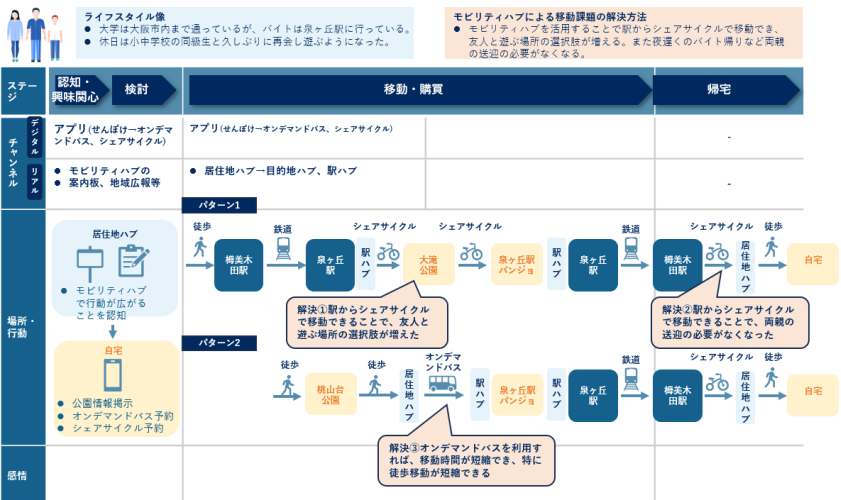 ライフスタイル像
● 大学は大阪市内まで通っているが、バイトは泉ヶ丘駅に行っている。
● 休日は小中学校の同級生と久しぶりに再会し遊ぶようになった。
モビリティハブによる移動課題の解決方法
● モビリティハブを活用することで駅からシェアサイクルで移動でき、
友人と遊ぶ場所の選択肢が増える。また夜遅くのバイト帰りなど両親
の送迎の必要がなくなる。
ステー
ジ
認知・
興味関心
検討
移動・購買
帰宅
チャンネル
デジタル
アプリ(せんぼけ→オンデマ
ンドバス、シェアサイクル)
アプリ(せんぼけ→オンデマンドバス、シェアサイクル)
-
リアル
● モビリティハブの
● 案内板、地域広報等
● 居住地ハブ→目的地ハブ、駅ハブ
-
場所・
行動
居住地ハブ
● モビリティハブ
で行動が広がる
ことを認知
自宅
● 公園情報掲示
● オンデマンドバス予約
● シェアサイクル予約
パターン1
徒歩
栂美木
田駅
鉄道
泉ヶ丘
駅
駅ハブ
シェアサイクル
大滝
公園
シェアサイクル
泉ヶ丘駅
パンジョ
駅ハブ
泉ヶ丘
駅
鉄道
栂美木
田駅
シェアサイクル
居住地ハブ
徒歩
自宅
解決①駅からシェアサイクル
で移動できることで、友人と
遊ぶ場所の選択肢が増えた
解決②駅からシェアサイクル
で移動できることで、両親の
送迎の必要がなくなった
パターン2
徒歩
桃山台
公園
徒歩
居住地ハブ
オンデマ
ンドバス
駅ハブ
泉ヶ丘駅
パンジョ
駅ハブ
泉ヶ丘
駅
鉄道
栂美木
田駅
シェアサイクル
居住地ハブ
徒歩
自宅
解決③オンデマンドバスを利用す
れば、移動時間が短縮でき、特に
徒歩移動が短縮できる
感情